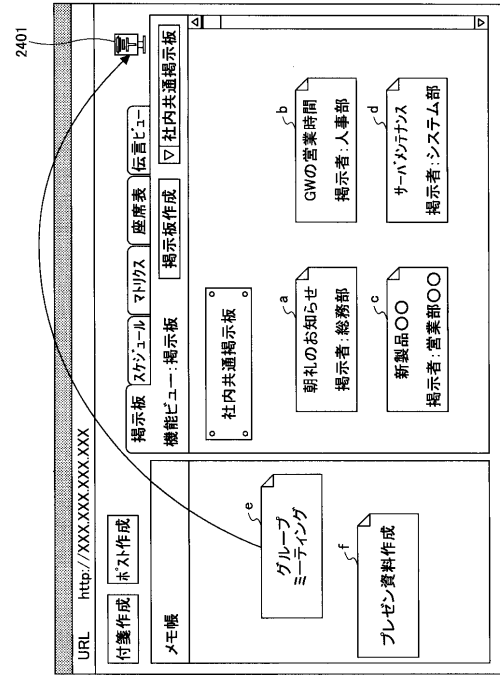 2401
URL http://XXX.XXX.XXX.XXX
付箋作成 ポスト作成
掲示板 スケジュール マトリクス 座席表 伝言ビュー
メモ帳
機能ビュー:掲示板 掲示板作成 ▽ 社内共通掲示板
社内共通掲示板
e
グループ
ミーティング
f
プレゼン資料作成
a
朝礼のお知らせ
掲示者:総務部
b
GWの営業時間
掲示者:人事部
c
新製品〇〇
掲示者:営業部〇〇
d
サーバメンテナンス
掲示者:システム部